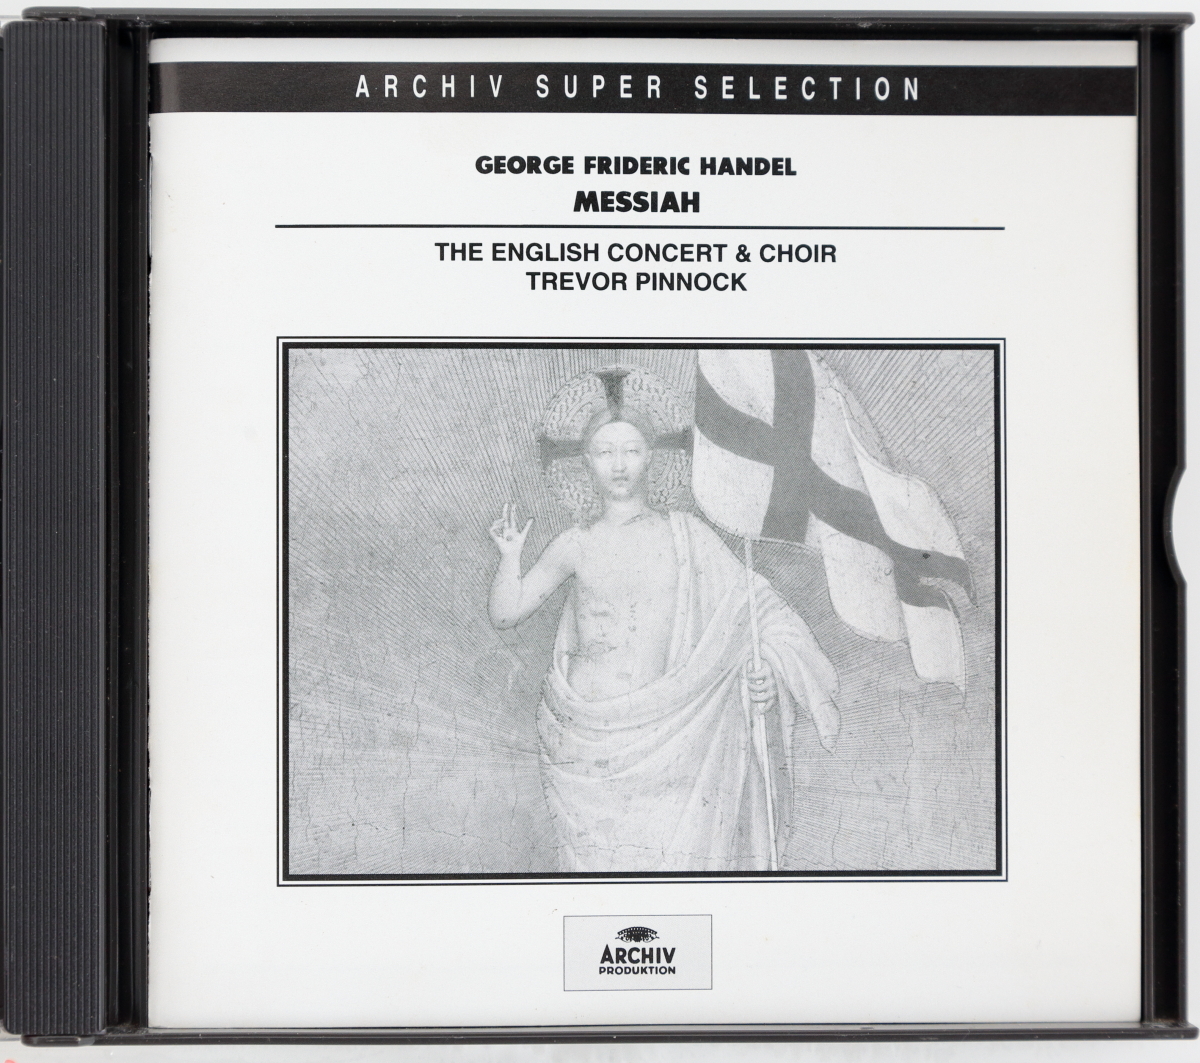 ARCHIV SUPER SELECTION
GEORGE FRIDERIC HANDEL
MESSIAH
THE ENGLISH CONCERT & CHOIR
TREVOR PINNOCK
ARCHIV
PRODUKTION